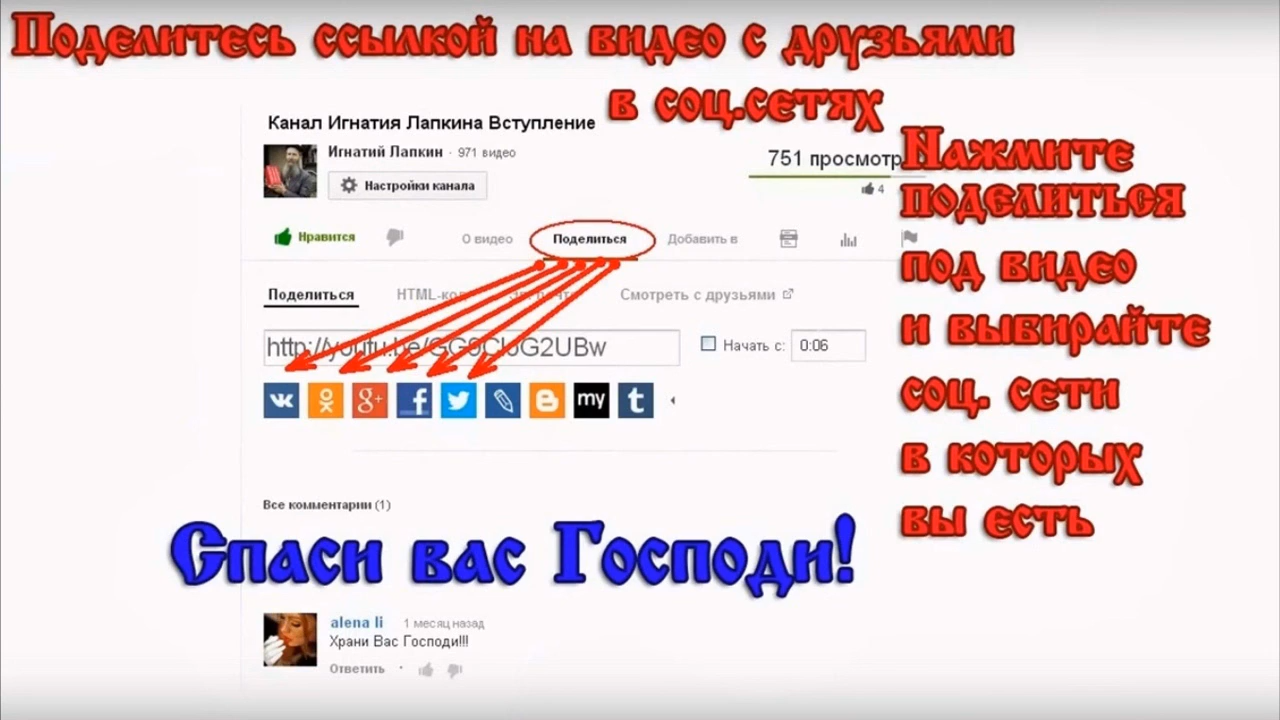 Поделитесь ссылкой на видео с друзьями
в соц.сетях
Канал Игнатия Лапкина Вступление
Игнатий Лапкин · 971 видео
Настройки канала
751 просмотр
4
Нажмите
поделиться
под видео
и выбирайте
соц. сети
в которых
вы есть
Нравится
О видео
Поделиться
Добавить в
Поделиться
Смотреть с друзьями
Начать с:
0:06
my
Все комментарии (1)
Спаси вас Господи!
alena li 1 месяц назад
Храни Вас Господи!!!
Ответить